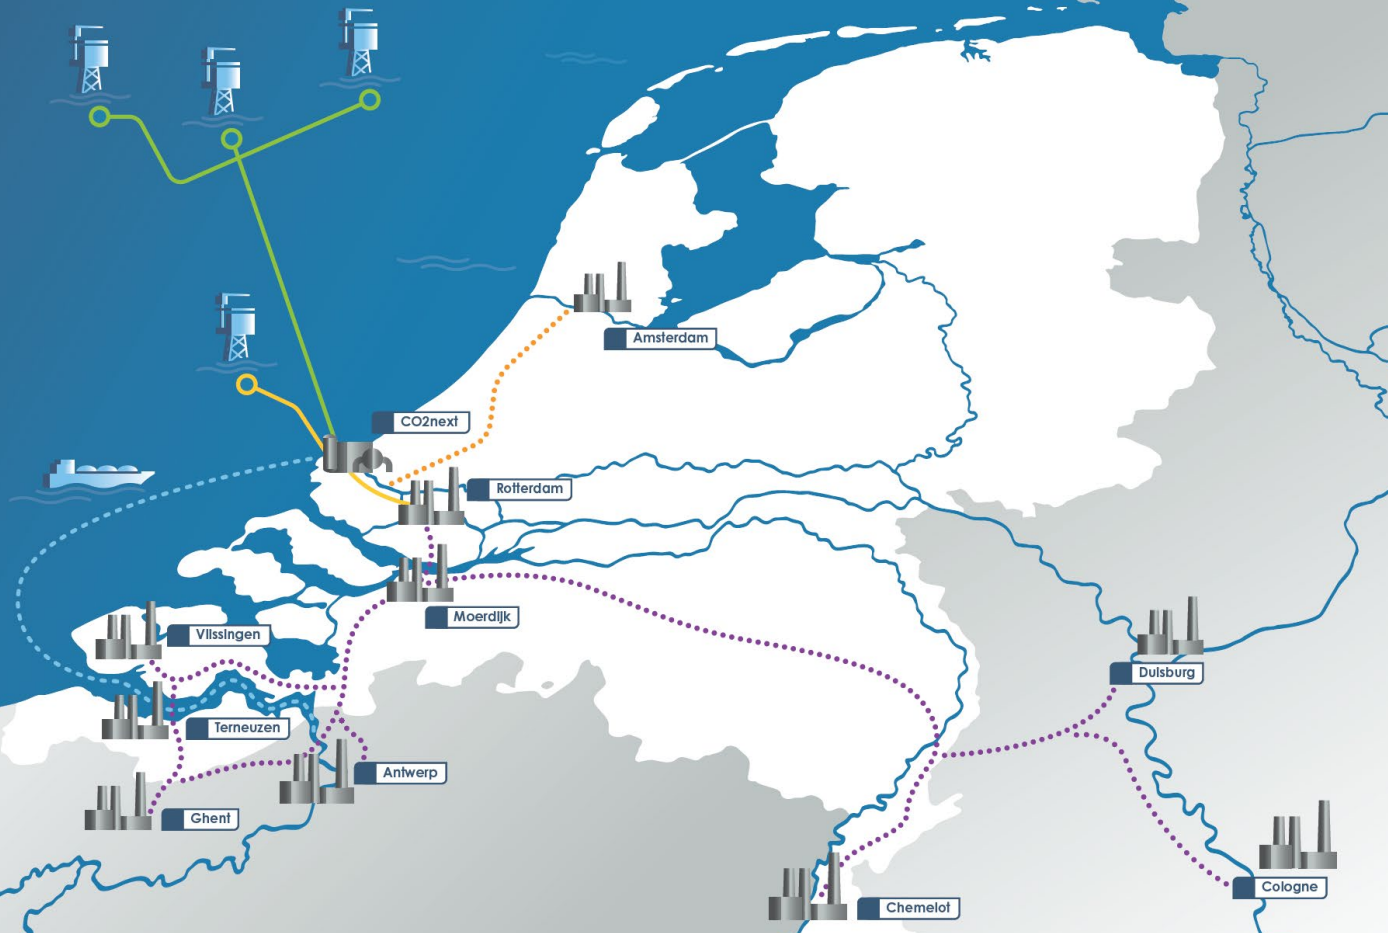 Amsterdam
CO2next
Rotterdam
Moerdijk
Vlissingen
Duisburg
Terneuzen
Antwerp
Ghent
Cologne
Chemelot